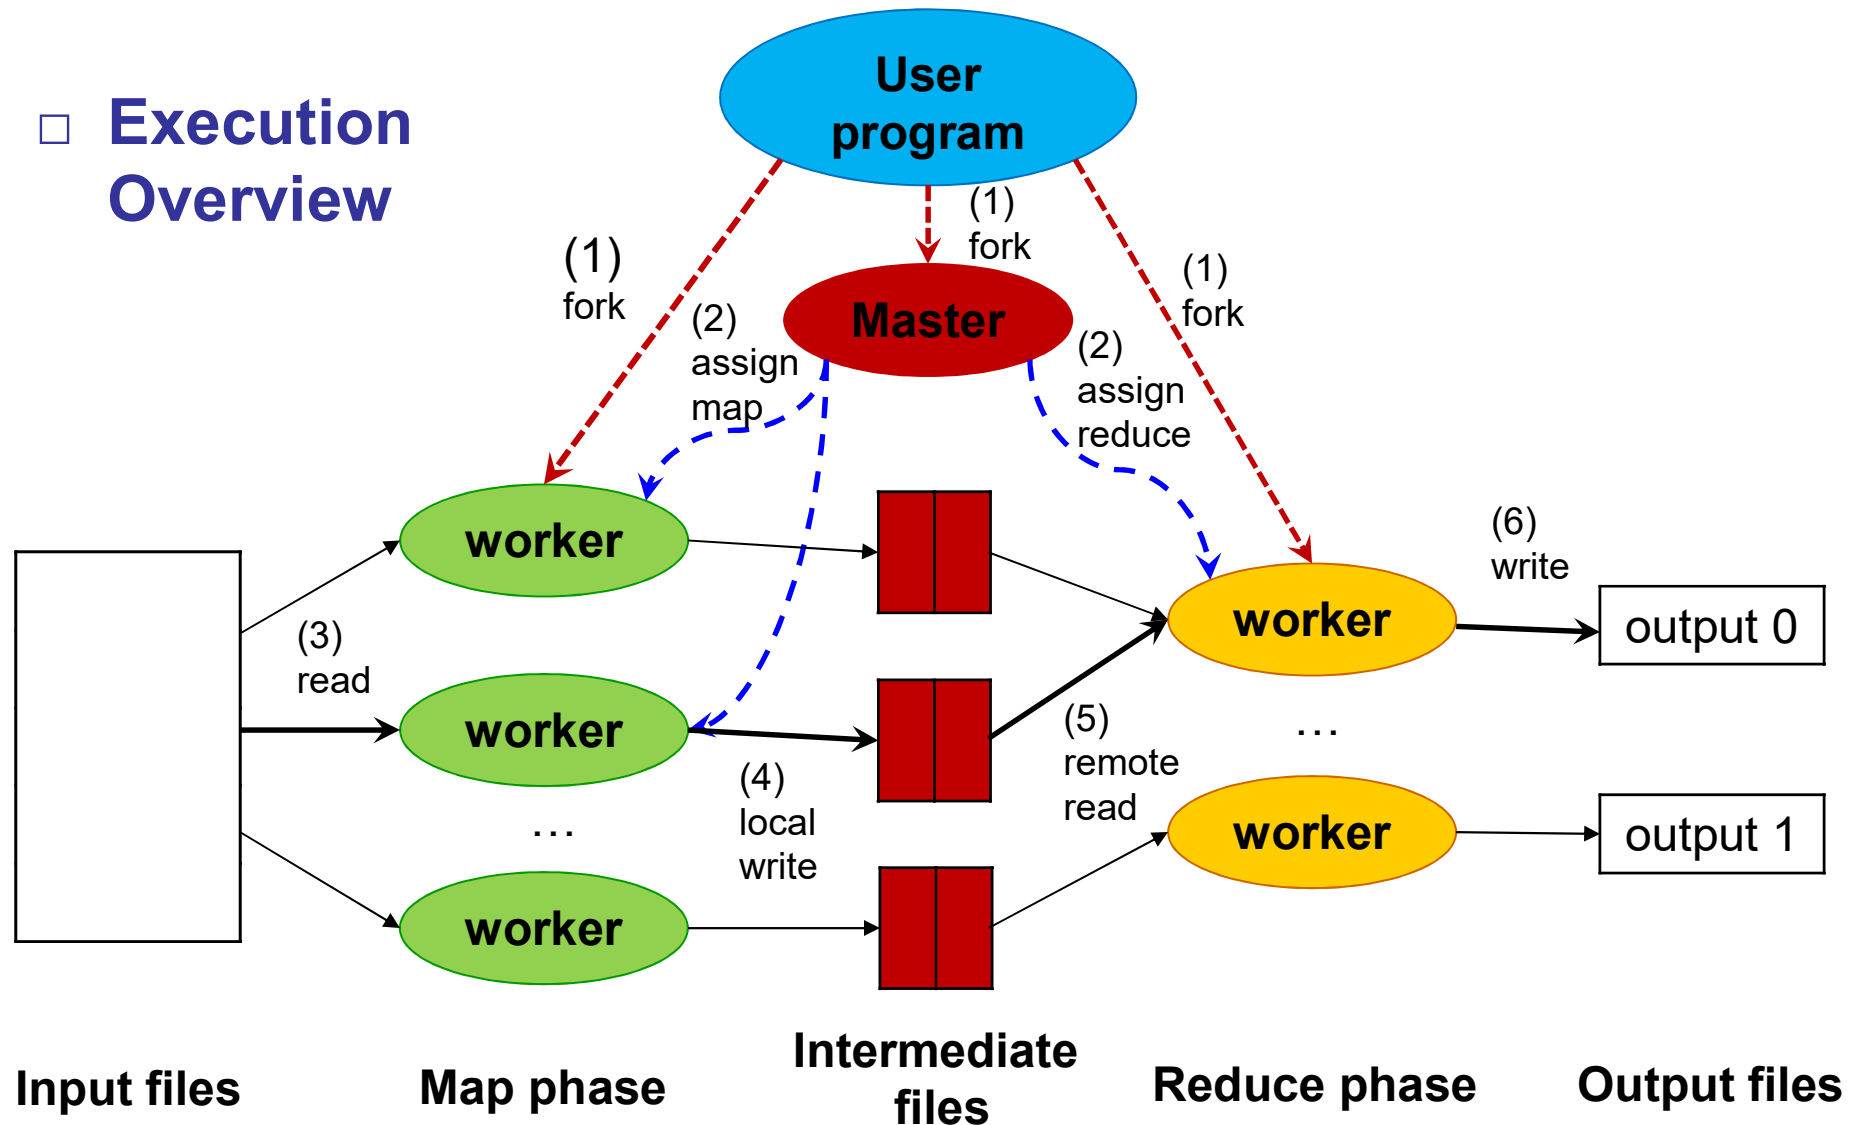 Execution
Overview
User
program
(1)
fork
(1)
fork
(1)
fork
Master
(2)
assign
map
(2)
assign
reduce
worker
worker
…
worker
(3)
read
(4)
local
write
(5)
remote
read
worker
…
worker
(6)
write
output 0
output 1
Input files
Map phase
Intermediate
files
Reduce phase
Output files